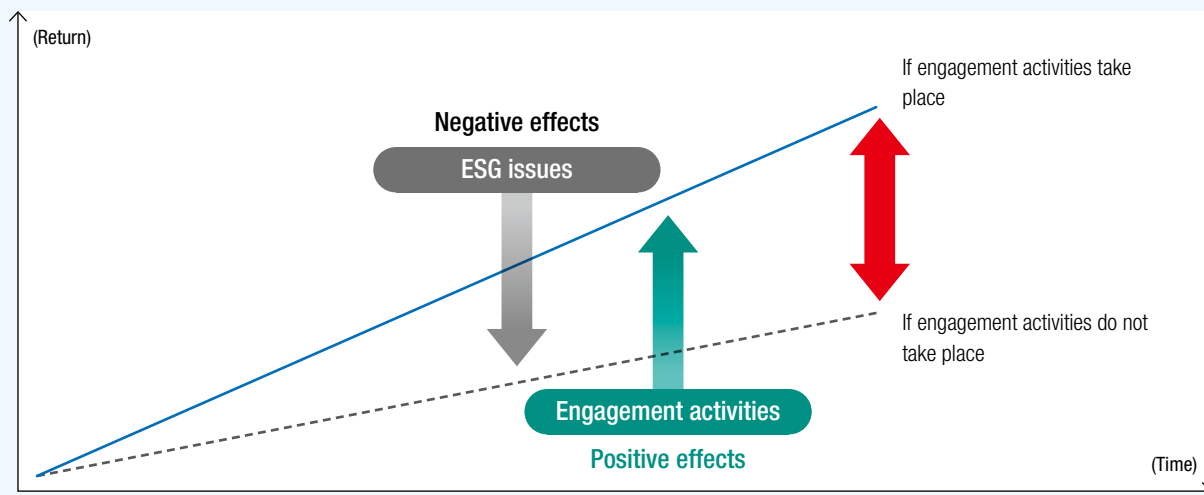 (Return)
If engagement activities take
place
Negative effects
ESG issues
If engagement activities do not
take place
Engagement activities
Positive effects
(Time)